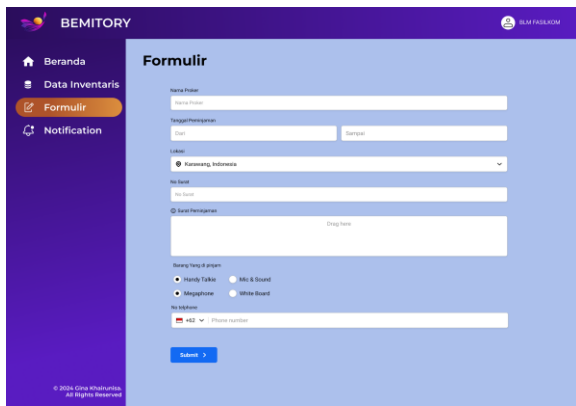 BEMITORY
BLM FASILKOM
Beranda
Data Inventaris
Formulir
Notification
© 2024 Gina Khairunisa.
All Rights Reserved
Formulir
Nama Proker
Nama Proker
Tanggal Peminjaman
Dari
Sampai
Lokasi
Karawang, Indonesia
No Surat
No Surat
Surat Peminjaman
Drag here
Barang Yang di pinjam
Handy Talkie
Mic & Sound
Megaphone
White Board
No telphone
+62
Phone number
Submit >